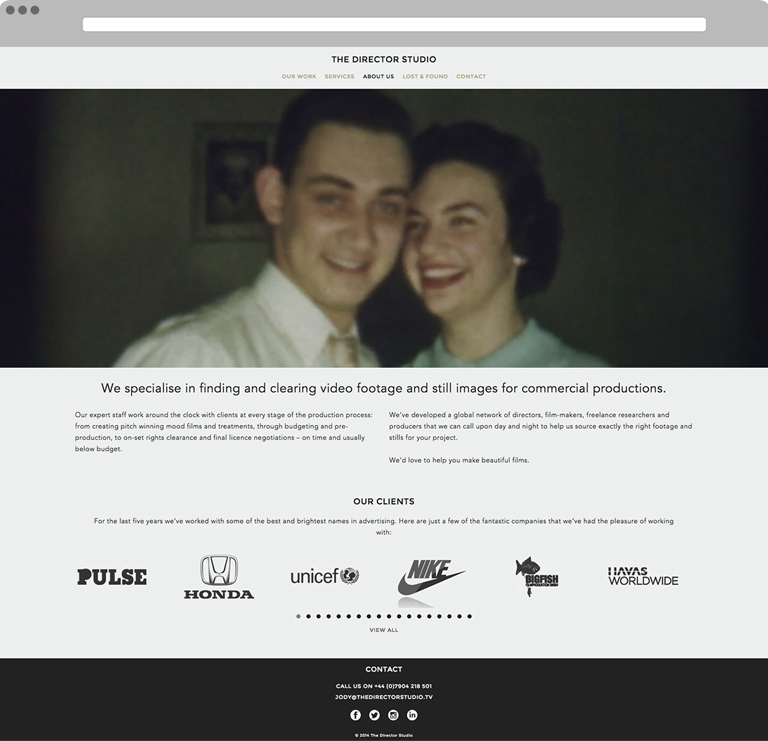 THE DIRECTOR STUDIO
OUR WORK SERVICES ABOUT US LOST & FOUND CONTACT
We specialise in finding and clearing video footage and still images for commercial productions.
Our expert staff work around the clock with clients at every stage of the production process:
from creating pitch winning mood films and treatments, through budgeting and pre-
production, to on-set rights clearance and final licence negotiations – on time and usually
below budget.
We've developed a global network of directors, film-makers, freelance researchers and
producers that we can call upon day and night to help us source exactly the right footage and
stills for your project.
We'd love to help you make beautiful films.
OUR CLIENTS
For the last five years we've worked with some of the best and brightest names in advertising. Here are just a few of the fantastic companies that we've had the pleasure of working
with:
PULSE
HONDA
unicef
NIKE
BIGFISH
HAVAS
WORLDWIDE
VIEW ALL
CONTACT
CALL US ON +44 (0)7904 218 501
JODY@THEDIRECTORSTUDIO.TV
© 2014 The Director Studio